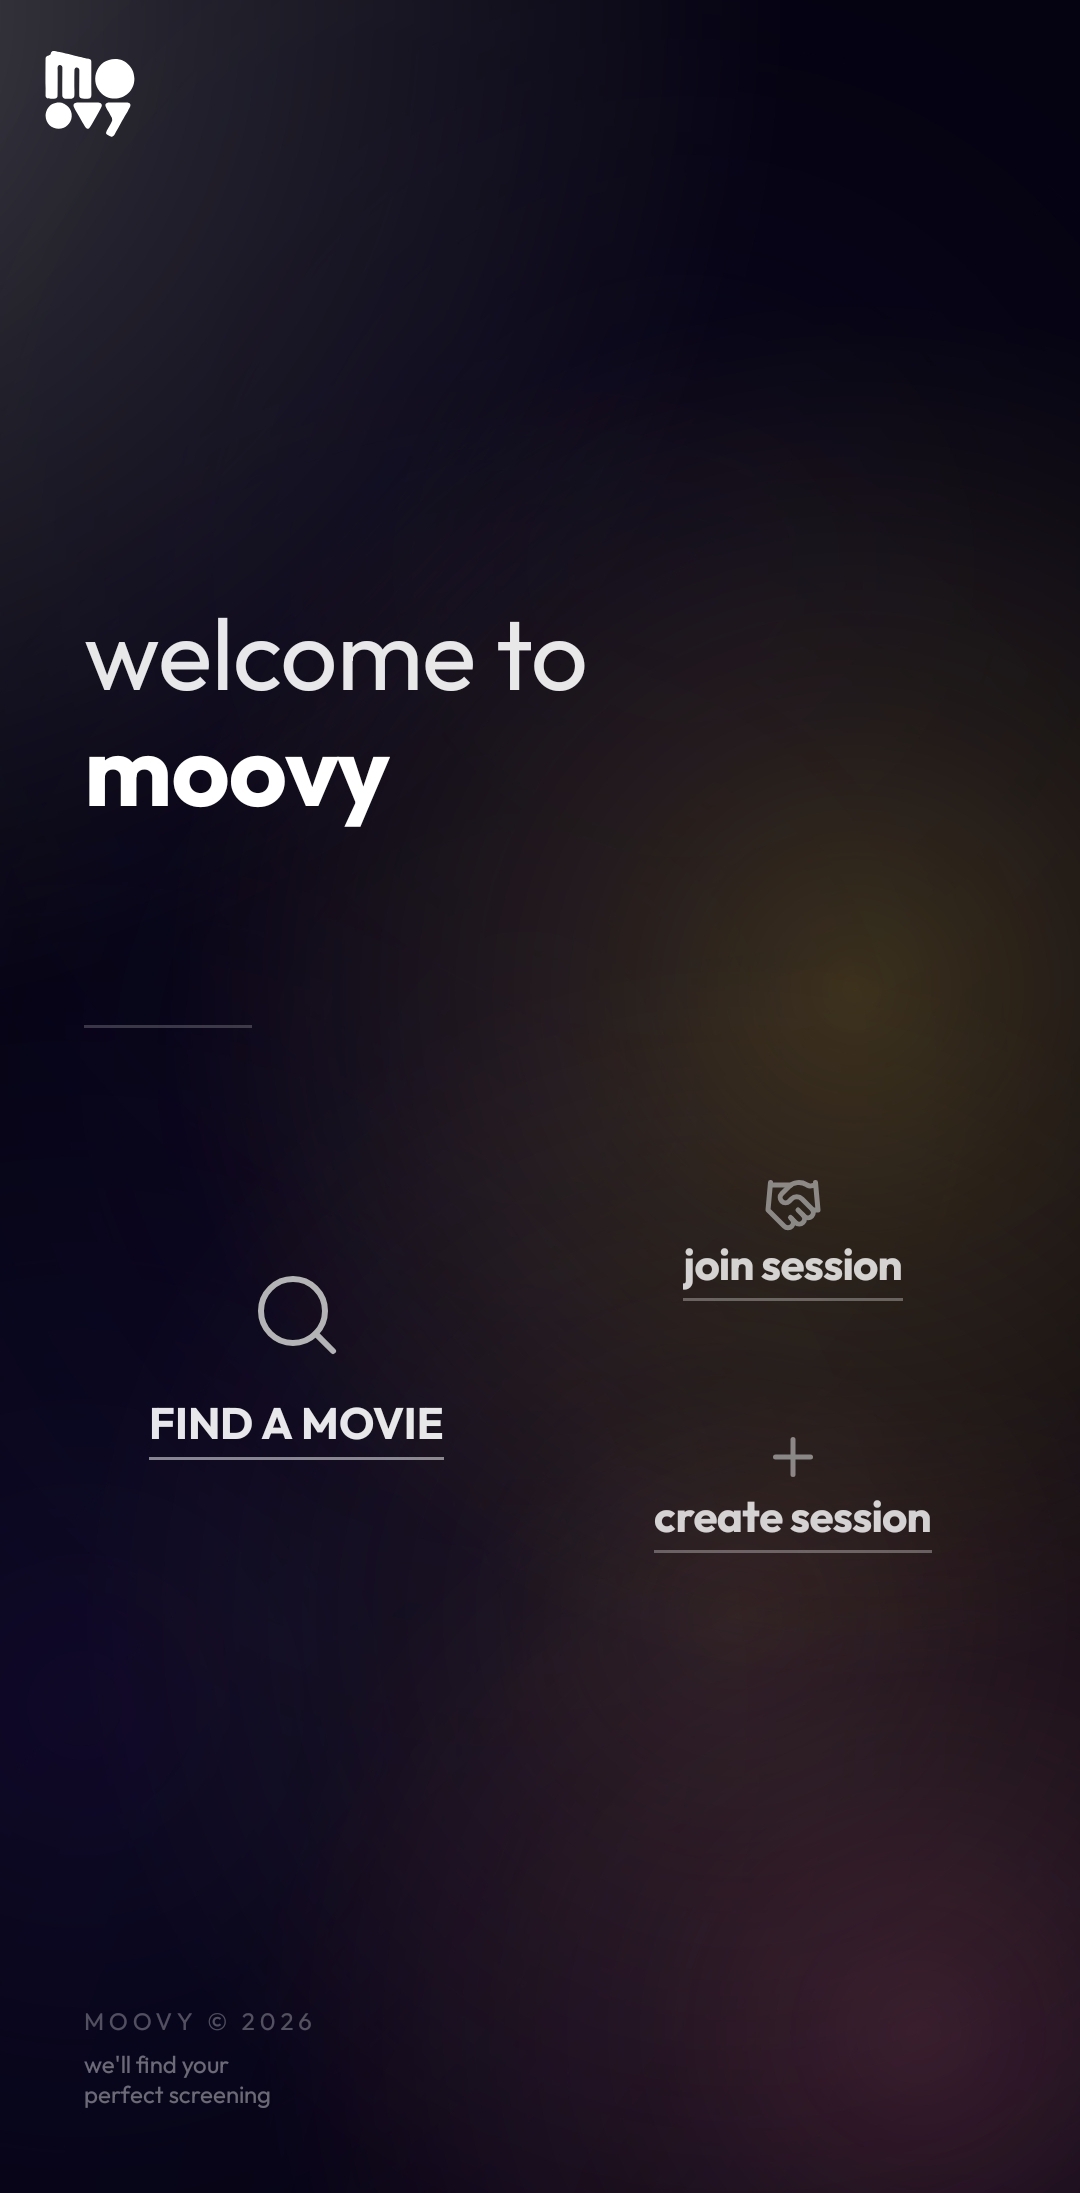 mo
ovy
welcome to
moovy
join session
FIND A MOVIE
create session
MOOVY © 2026
we'll find your
perfect screening